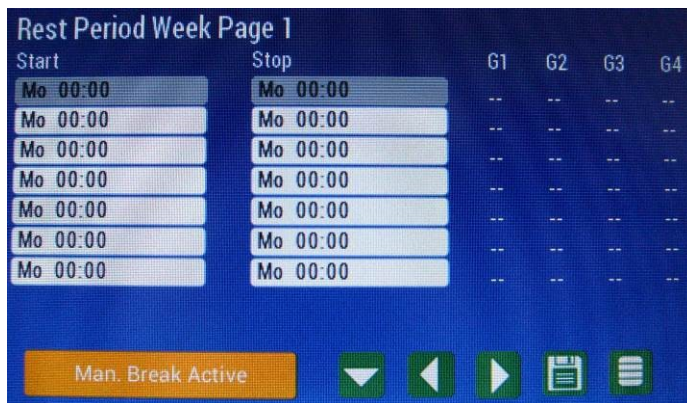 Rest Period Week Page 1
Start Stop G1 G2 G3 G4
Mo 00:00 Mo 00:00 -- -- -- --
Mo 00:00 Mo 00:00 -- -- -- --
Mo 00:00 Mo 00:00 -- -- -- --
Mo 00:00 Mo 00:00 -- -- -- --
Mo 00:00 Mo 00:00 -- -- -- --
Mo 00:00 Mo 00:00 -- -- -- --
Mo 00:00 Mo 00:00 -- -- -- --
Man. Break Active